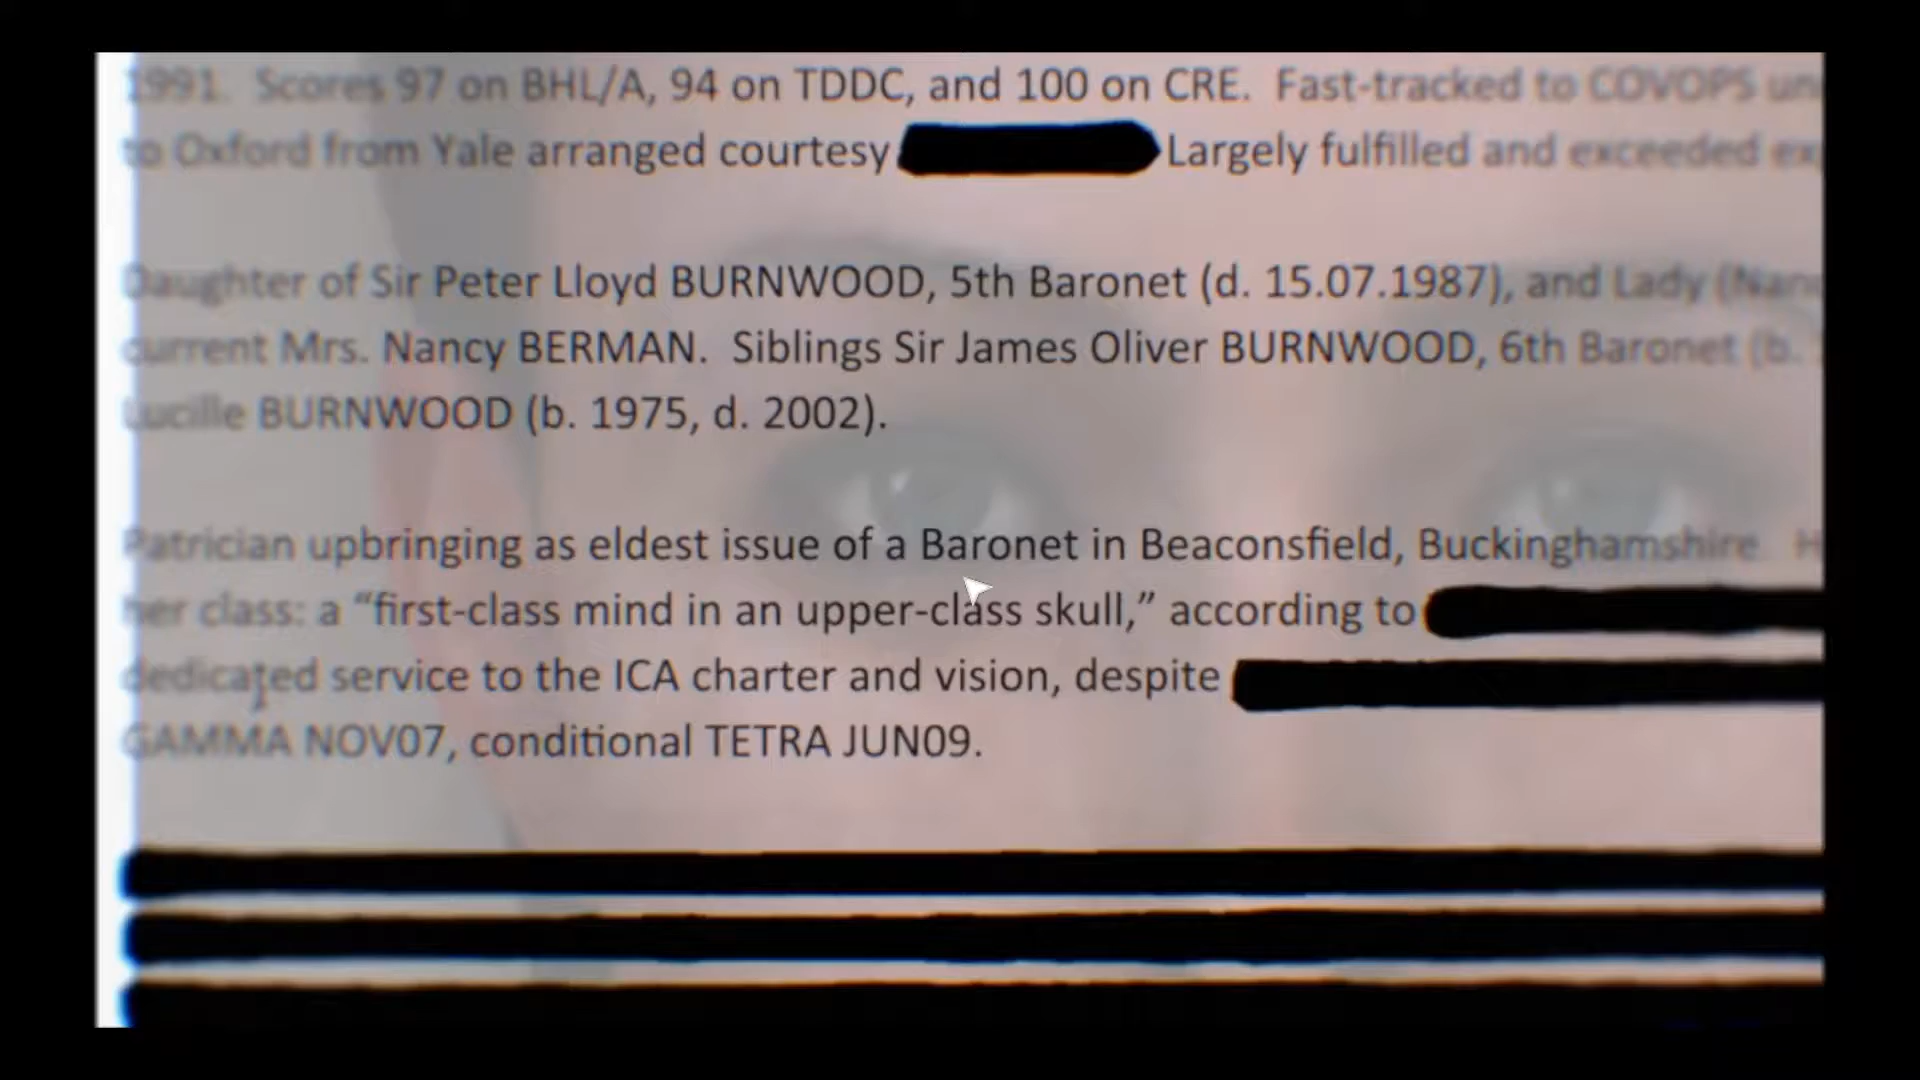 1991. Scores 97 on BHL/A, 94 on TDDC, and 100 on CRE. Fast-tracked to COVOPS
to Oxford from Yale arranged courtesy Largely fulfilled and exceeded
Daughter of Sir Peter Lloyd BURNWOOD, 5th Baronet (d. 15.07.1987), and Lady
current Mrs. Nancy BERMAN. Siblings Sir James Oliver BURNWOOD, 6th Baronet (b.
Lucille BURNWOOD (b. 1975, d. 2002).
Patrician upbringing as eldest issue of a Baronet in Beaconsfield, Buckinghamshire.
her class: a “first-class mind in an upper-class skull,” according to
dedicated service to the ICA charter and vision, despite
GAMMA NOV07, conditional TETRA JUN09.